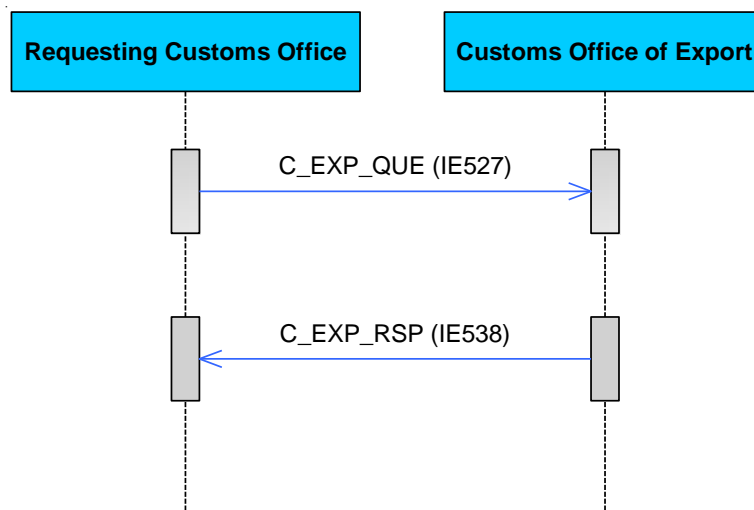 Requesting Customs Office
Customs Office of Export
C_EXP_QUE (IE527)
C_EXP_RSP (IE538)